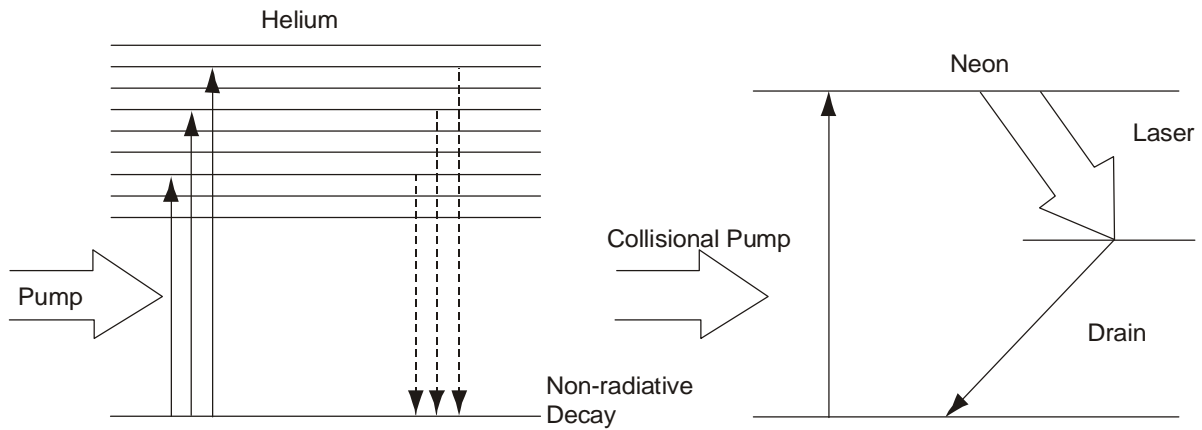 Helium
Neon
Laser
Collisional Pump
Pump
Drain
Non-radiative
Decay